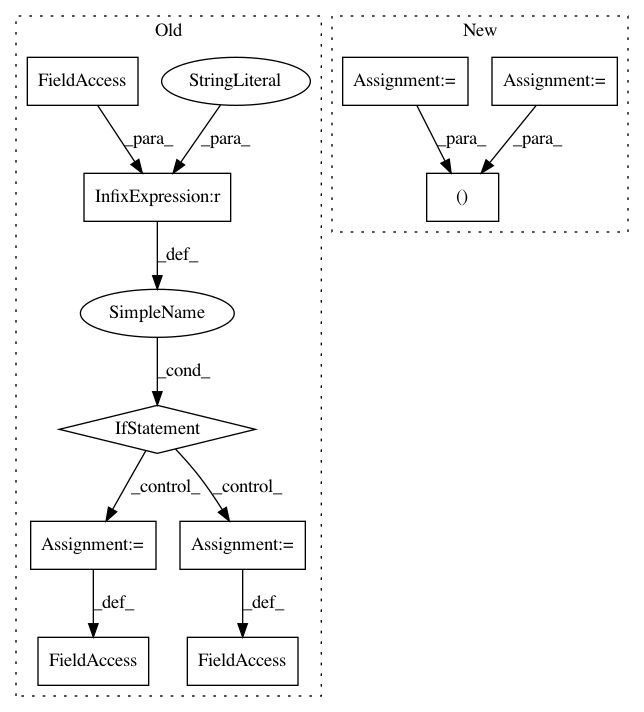 Old
New
FieldAccess
StringLiteral
Assignment:=
Assignment:=
_para_
_para_
_para_
_para_
InfixExpression:r
()
_def_
SimpleName
_cond_
IfStatement
_control_
_control_
Assignment:=
Assignment:=
_def_
_def_
FieldAccess
FieldAccess